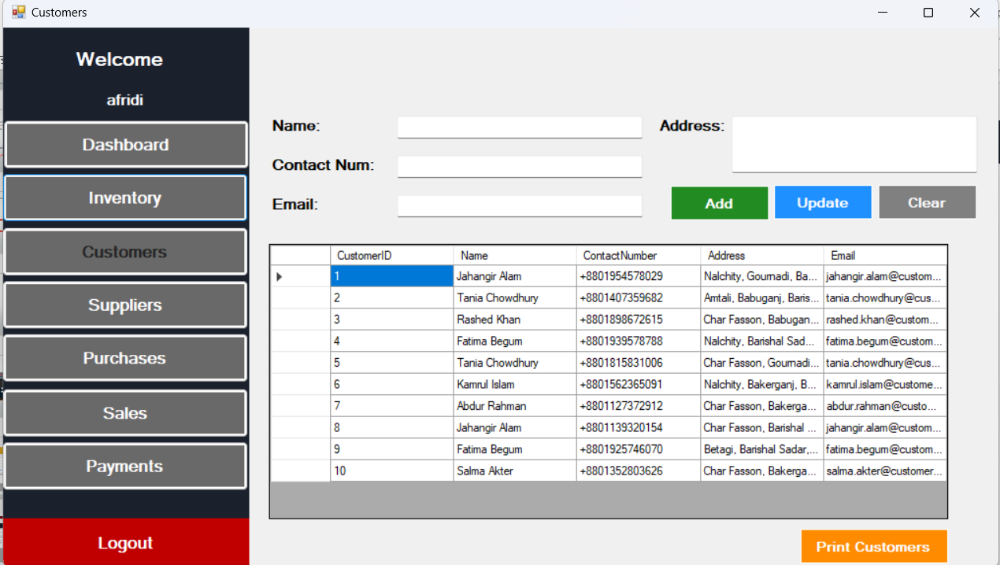 Customers
Welcome
afridi
Dashboard
Inventory
Customers
Suppliers
Purchases
Sales
Payments
Logout
Name:
Address:
Contact Num:
Email:
Add Update Clear
CustomerID Name ContactNumber Address Email
1 Jahangir Alam +8801954578029 Nalchity, Gournadi, Ba... jahangir.alam@custom...
2 Tania Chowdhury +8801407359682 Amtali, Babuganj, Baris... tania.chowdhury@cus...
3 Rashed Khan +8801898672615 Char Fasson, Babugan... rashed.khan@custom...
4 Fatima Begum +8801939578788 Nalchity, Barishal Sad... fatima.begum@custom...
5 Tania Chowdhury +8801815831006 Char Fasson, Gournadi... tania.chowdhury@cus...
6 Kamrul Islam +8801562365091 Nalchity, Bakerganj, B... kamrul.islam@custome...
7 Abdur Rahman +8801127372912 Char Fasson, Bakerga... abdur.rahman@custo...
8 Jahangir Alam +8801139320154 Char Fasson, Barishal ... jahangir.alam@custom...
9 Fatima Begum +8801925746070 Betagi, Barishal Sadar,... fatima.begum@custom...
10 Salma Akter +8801352803626 Char Fasson, Bakerga... salma.akter@customer...
Print Customers